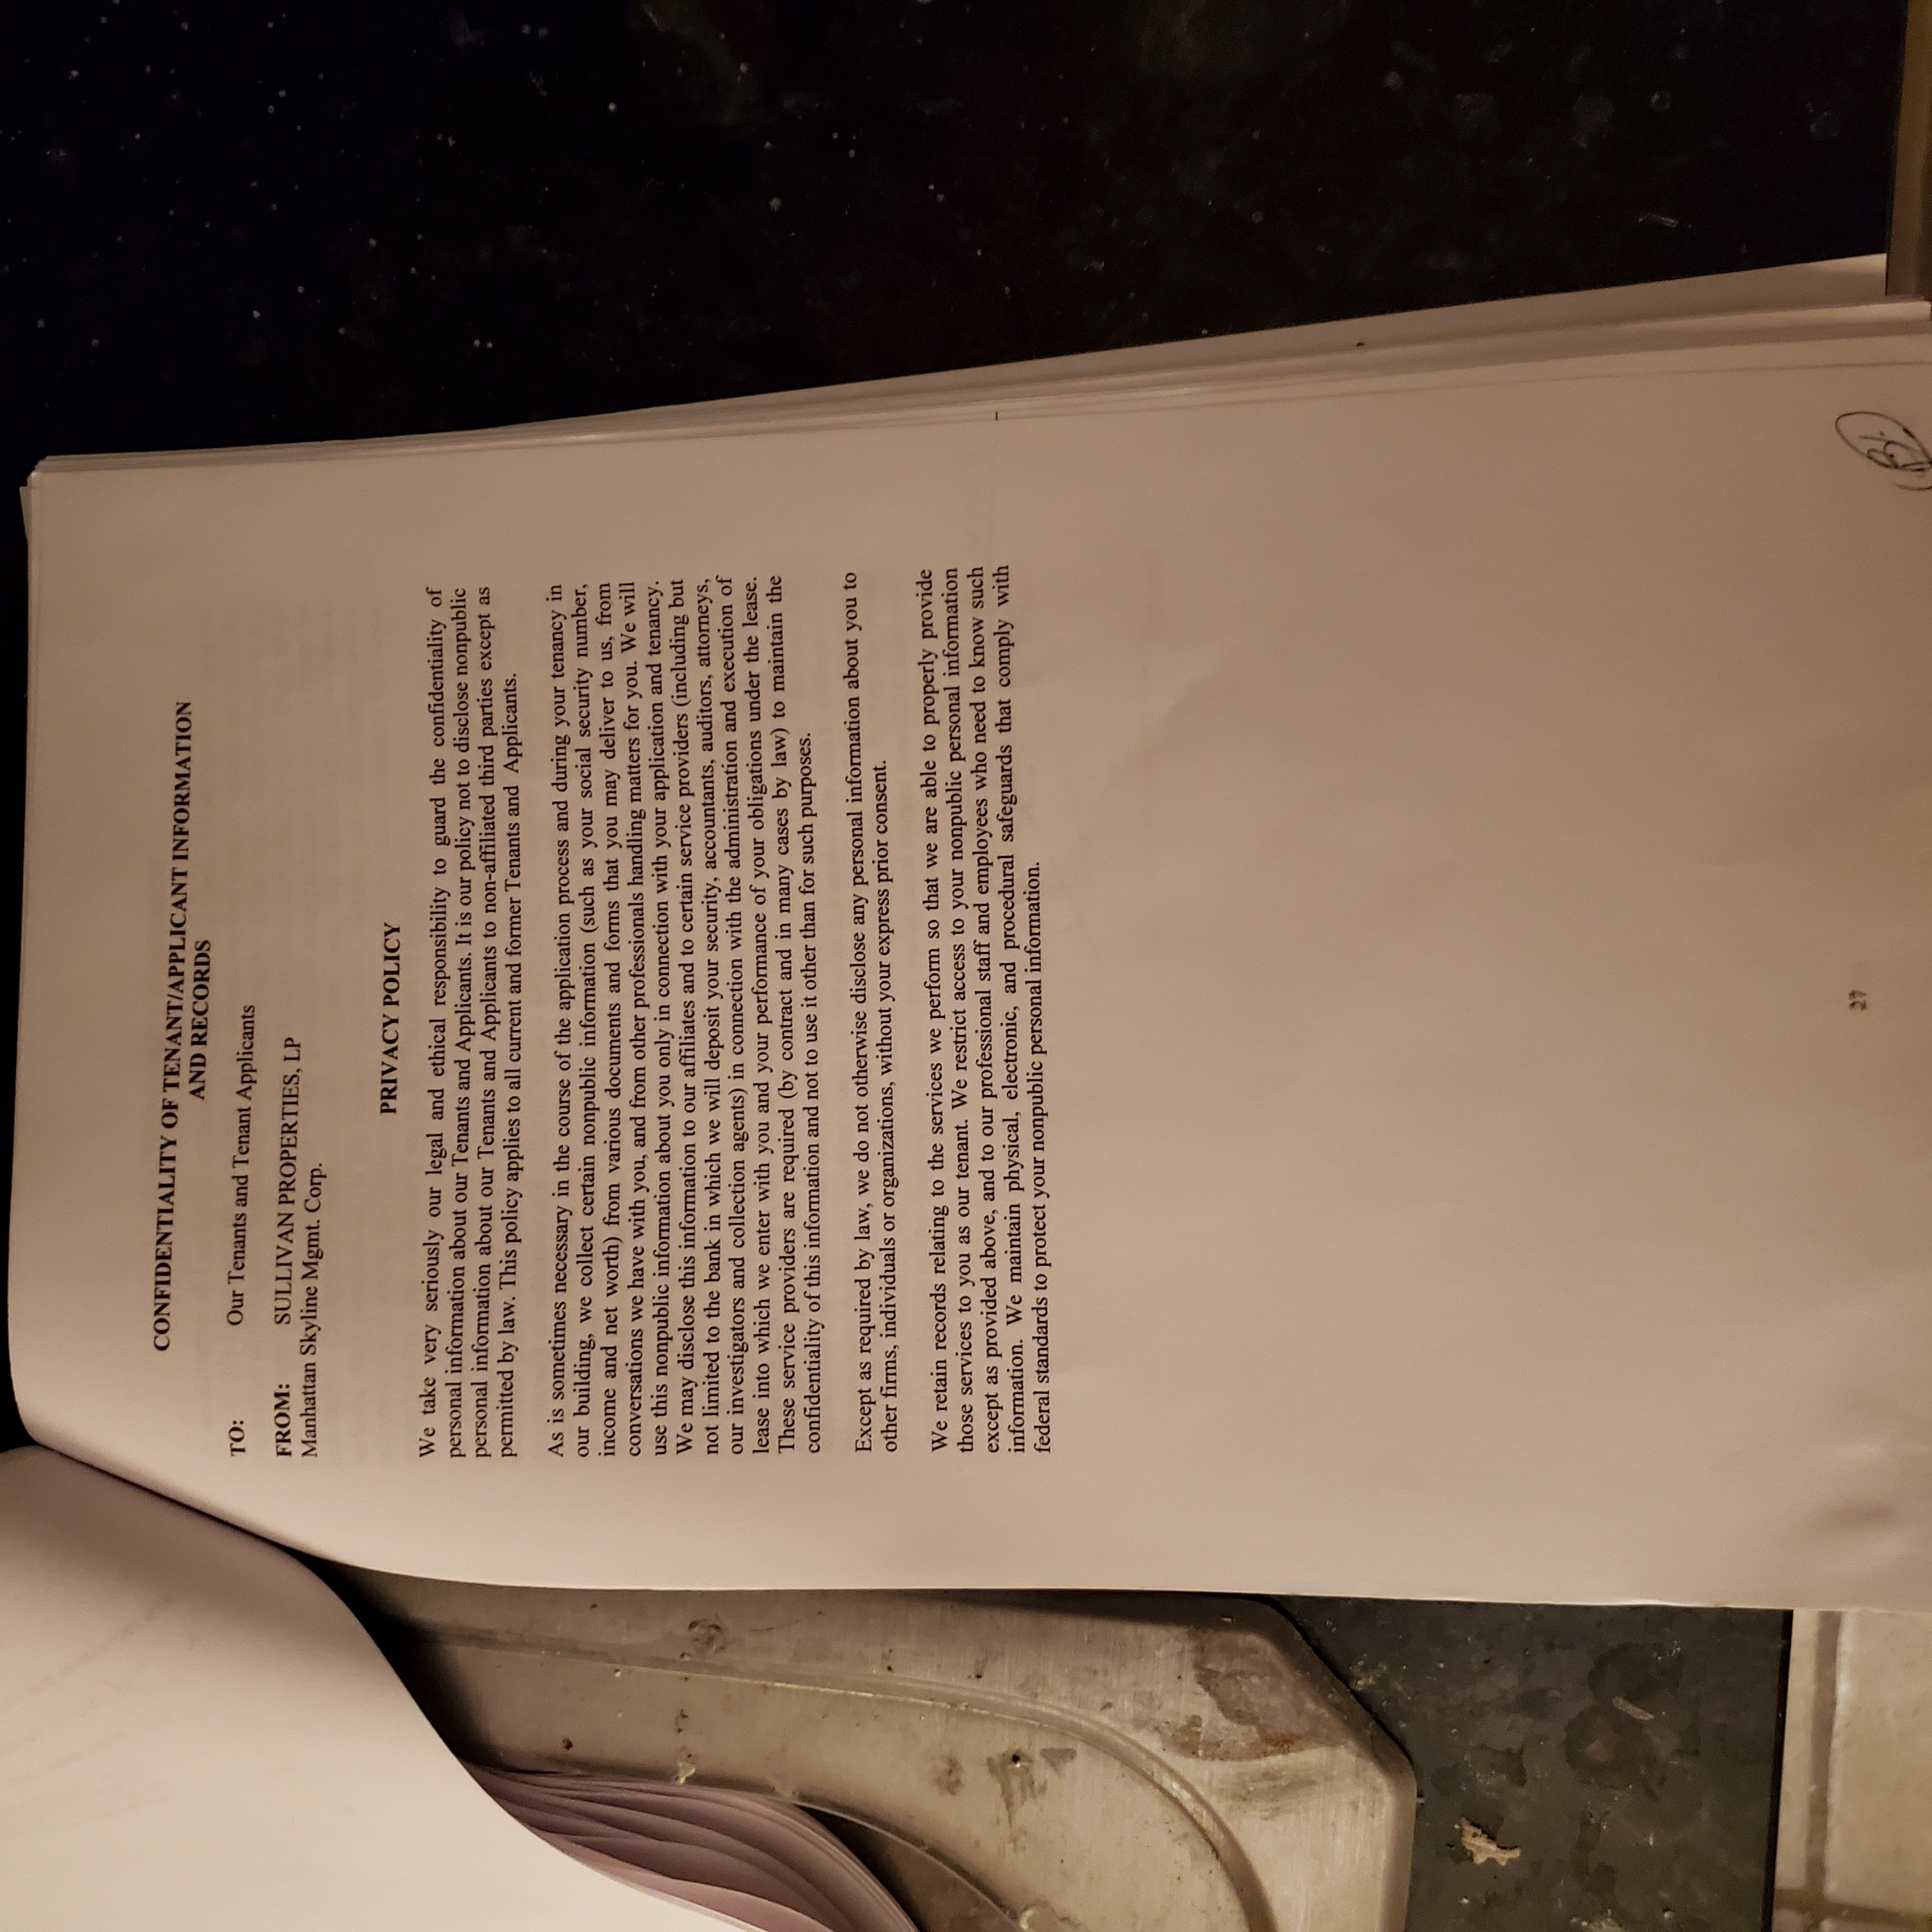 CONFIDENTIALITY OF TENANT/APPLICANT INFORMATION
AND RECORDS
TO: Our Tenants and Tenant Applicants
FROM: SULLIVAN PROPERTIES, LP
Manhattan Skyline Mgmt. Corp.
PRIVACY POLICY
We take very seriously our legal and ethical responsibility to guard the confidentiality of
personal information about our Tenants and Applicants. It is our policy not to disclose nonpublic
personal information about our Tenants and Applicants to non-affiliated third parties except as
permitted by law. This policy applies to all current and former Tenants and Applicants.
As is sometimes necessary in the course of the application process and during your tenancy in
our building, we collect certain nonpublic information (such as your social security number,
income and net worth) from various documents and forms that you may deliver to us, from
conversations we have with you, and from other professionals handling matters for you. We will
use this nonpublic information about you only in connection with your application and tenancy.
We may disclose this information to our affiliates and to certain service providers (including but
not limited to the bank in which we will deposit your security, accountants, auditors, attorneys,
our investigators and collection agents) in connection with the administration and execution of
lease into which we enter with you and your performance of your obligations under the lease.
These service providers are required (by contract and in many cases by law) to maintain the
confidentiality of this information and not to use it other than for such purposes.
Except as required by law, we do not otherwise disclose any personal information about you to
other firms, individuals or organizations, without your express prior consent.
We retain records relating to the services we perform so that we are able to properly provide
those services to you as our tenant. We restrict access to your nonpublic personal information
except as provided above, and to our professional staff and employees who need to know such
information. We maintain physical, electronic, and procedural safeguards that comply with
federal standards to protect your nonpublic personal information.
27